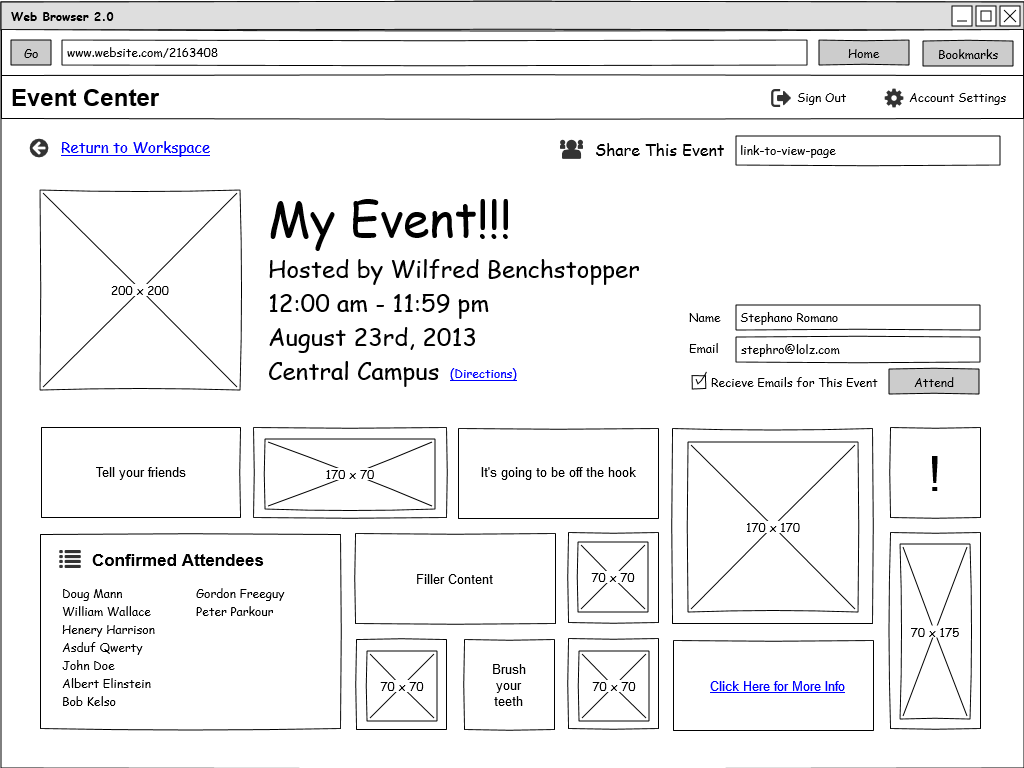 Web Browser 2.0
Go
www.website.com/2163408
Home
Bookmarks
Event Center
Sign Out
Account Settings
Return to Workspace
Share This Event
link-to-view-page
200 x 200
My Event!!!
Hosted by Wilfred Benchstopper
12:00 am - 11:59 pm
August 23rd, 2013
Central Campus (Directions)
Name
Stephano Romano
Email
stephro@lolz.com
Recieve Emails for This Event
Attend
Tell your friends
170 x 70
It's going to be off the hook
170 x 170
!
Confirmed Attendees
Doug Mann
William Wallace
Henery Harrison
Asduf Qwerty
John Doe
Albert Elinstein
Bob Kelso
Gordon Freeguy
Peter Parkour
Filler Content
70 x 70
70 x 175
70 x 70
Brush
your
teeth
70 x 70
Click Here for More Info